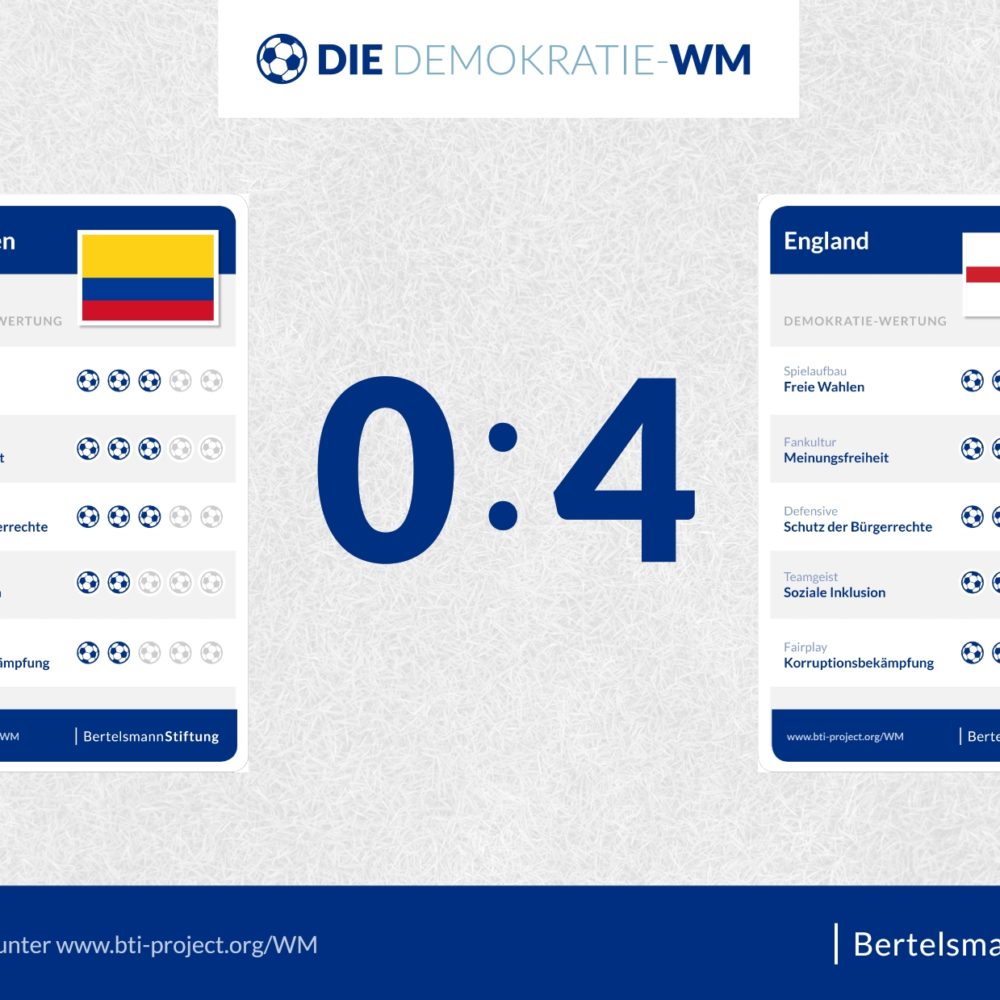 DIE DEMOKRATIE-WM
en
WERTUNG
t
errechte
ämpfung
WM
BertelsmannStiftung
0:4
England
DEMOKRATIE-WERTUNG
Spielaufbau
Freie Wahlen
Fankultur
Meinungsfreiheit
Defensive
Schutz der Bürgerrechte
Teamgeist
Soziale Inklusion
Fairplay
Korruptionsbekämpfung
www.bti-project.org/WM
Berte
unter www.bti-project.org/WM
Bertelsma